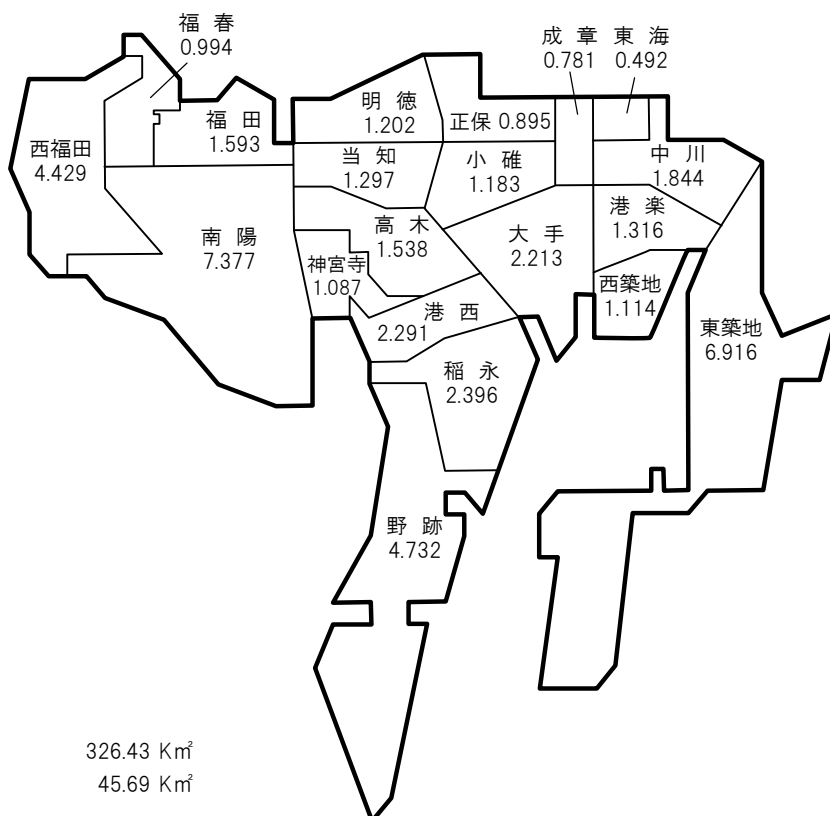 福春
0.994
成章
0.781
東海
0.492
明徳
1.202
福田
1.593
正保 0.895
西福田
4.429
当知
1.297
小碓
1.183
中川
1.844
港楽
1.316
高木
1.538
大手
2.213
南陽
7.377
神宮寺
1.087
西築地
1.114
港西
2.291
東築地
6.916
稲永
2.396
野跡
4.732
326.43 K㎡
45.69 K㎡